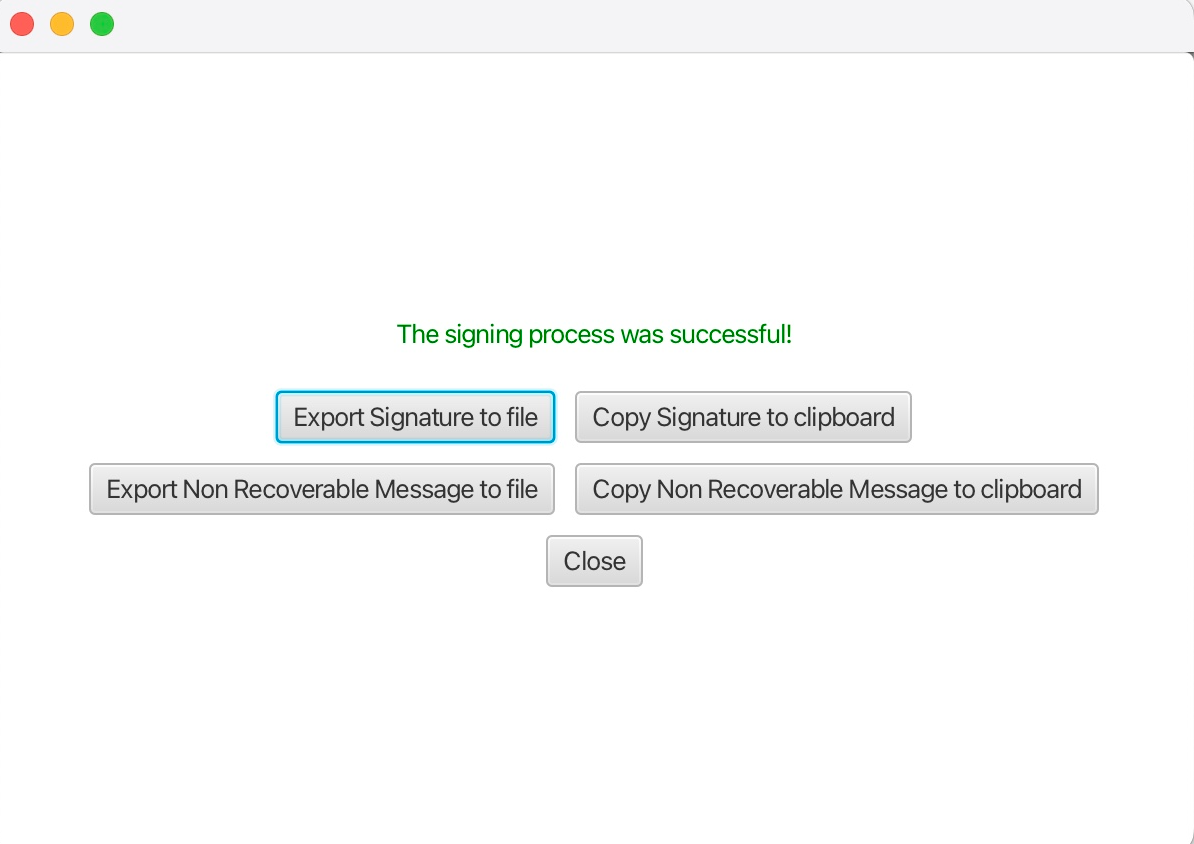 The signing process was successful!
Export Signature to file Copy Signature to clipboard
Export Non Recoverable Message to file Copy Non Recoverable Message to clipboard
Close